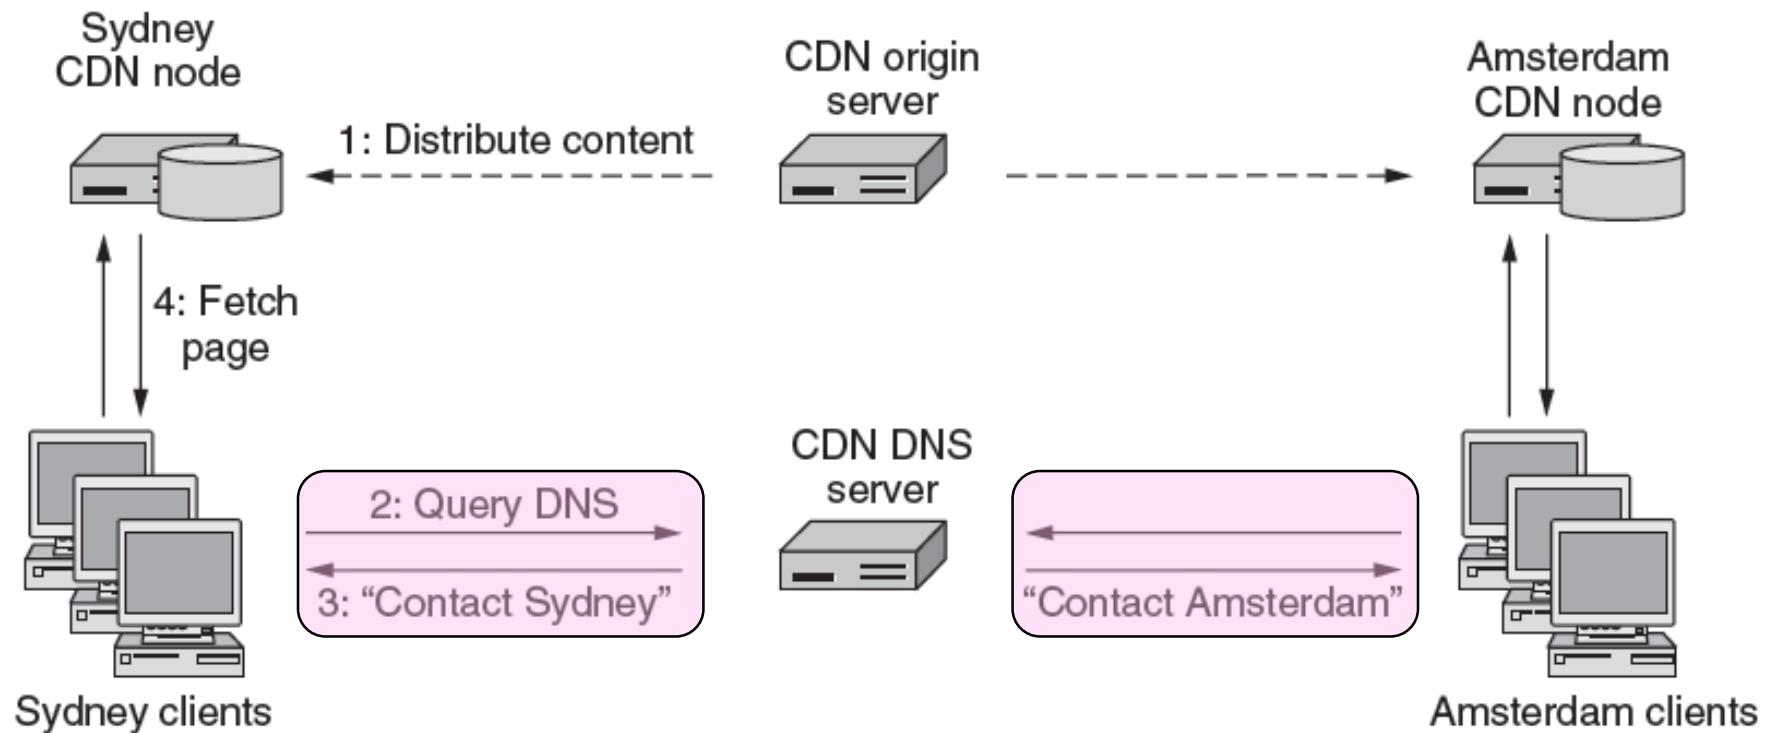 Sydney
CDN node
CDN origin
server
Amsterdam
CDN node
1: Distribute content
4: Fetch
page
CDN DNS
server
2: Query DNS
3: “Contact Sydney”
“Contact Amsterdam”
Sydney clients
Amsterdam clients